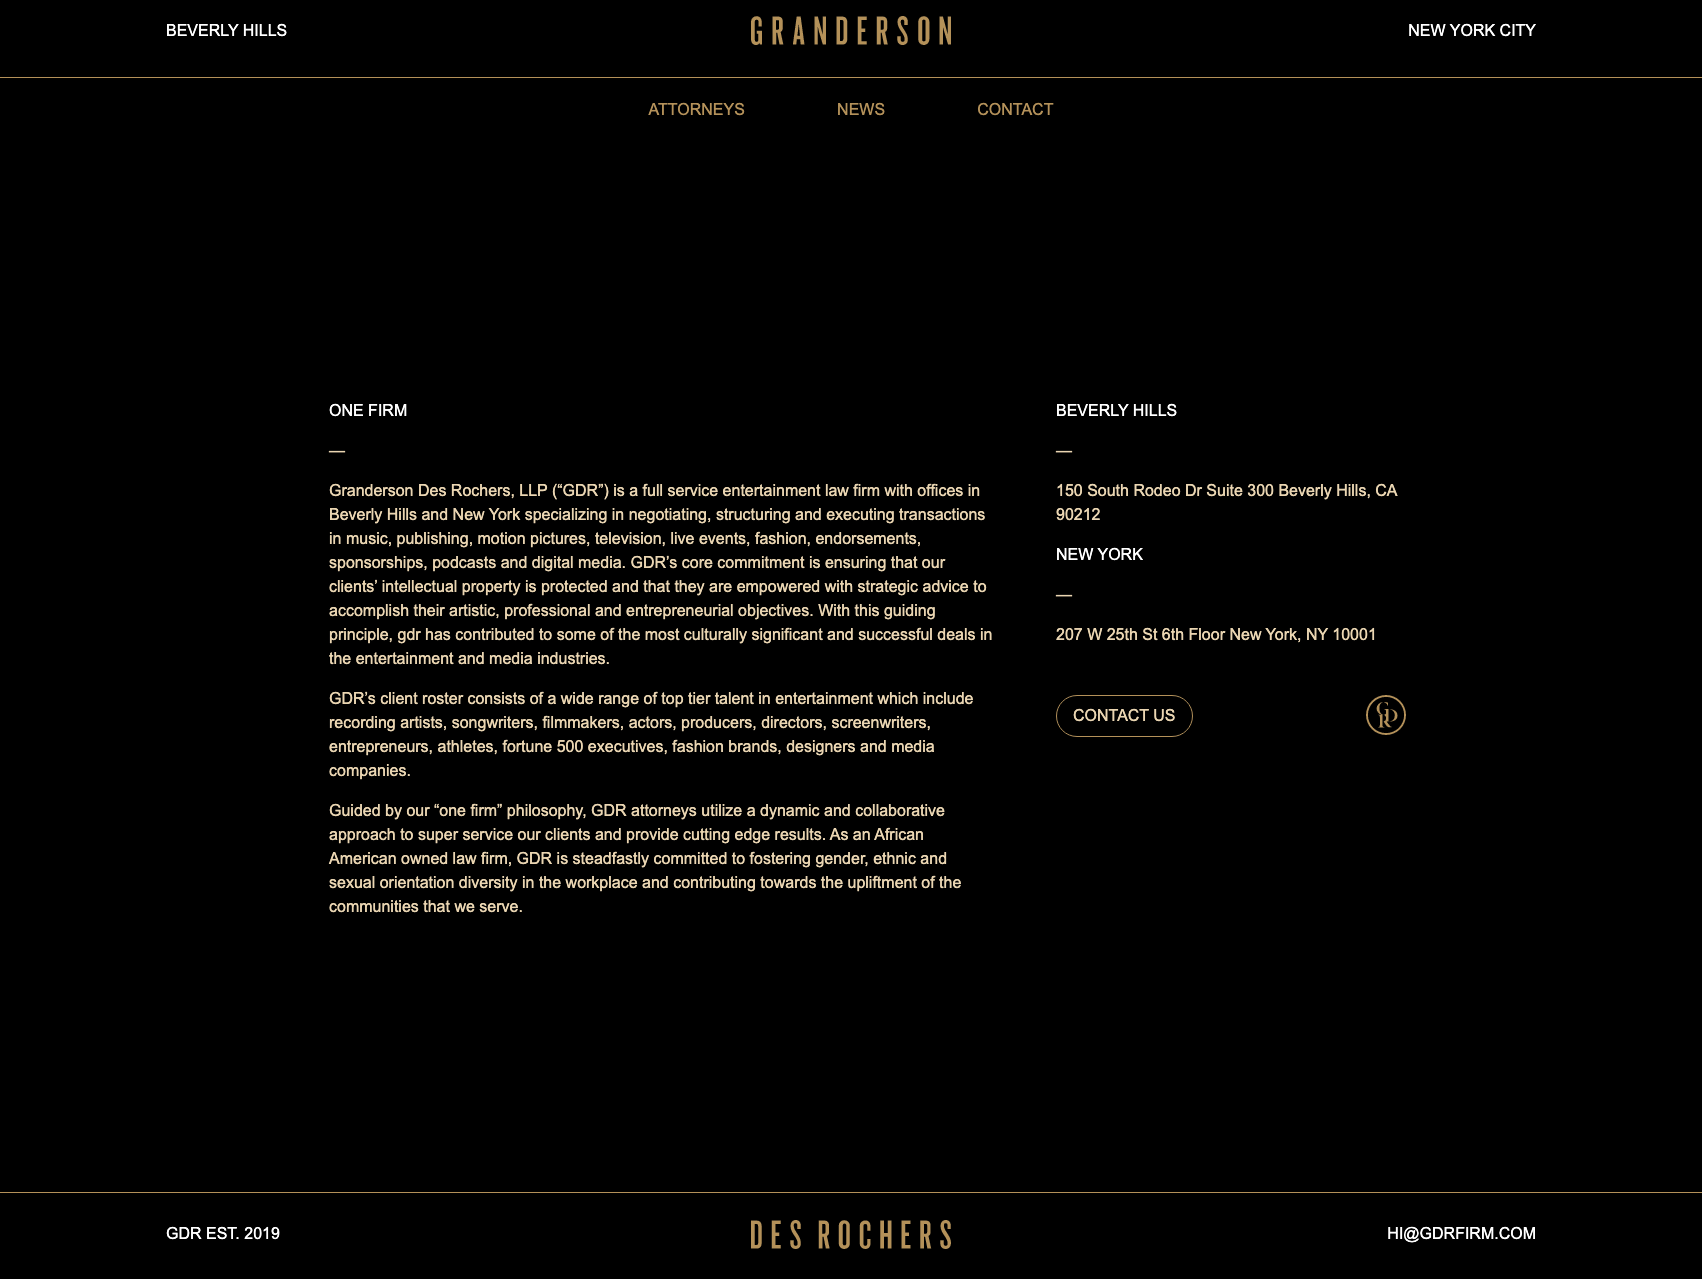 BEVERLY HILLS
GRANDERSON
NEW YORK CITY
ATTORNEYS
NEWS
CONTACT
ONE FIRM
—
Granderson Des Rochers, LLP (“GDR”) is a full service entertainment law firm with offices in
Beverly Hills and New York specializing in negotiating, structuring and executing transactions
in music, publishing, motion pictures, television, live events, fashion, endorsements,
sponsorships, podcasts and digital media. GDR’s core commitment is ensuring that our
clients’ intellectual property is protected and that they are empowered with strategic advice to
accomplish their artistic, professional and entrepreneurial objectives. With this guiding
principle, gdr has contributed to some of the most culturally significant and successful deals in
the entertainment and media industries.
GDR’s client roster consists of a wide range of top tier talent in entertainment which include
recording artists, songwriters, filmmakers, actors, producers, directors, screenwriters,
entrepreneurs, athletes, fortune 500 executives, fashion brands, designers and media
companies.
Guided by our “one firm” philosophy, GDR attorneys utilize a dynamic and collaborative
approach to super service our clients and provide cutting edge results. As an African
American owned law firm, GDR is steadfastly committed to fostering gender, ethnic and
sexual orientation diversity in the workplace and contributing towards the upliftment of the
communities that we serve.
BEVERLY HILLS
—
150 South Rodeo Dr Suite 300 Beverly Hills, CA
90212
NEW YORK
—
207 W 25th St 6th Floor New York, NY 10001
CONTACT US
GDR
GDR EST. 2019
DES ROCHERS
HI@GDRFIRM.COM